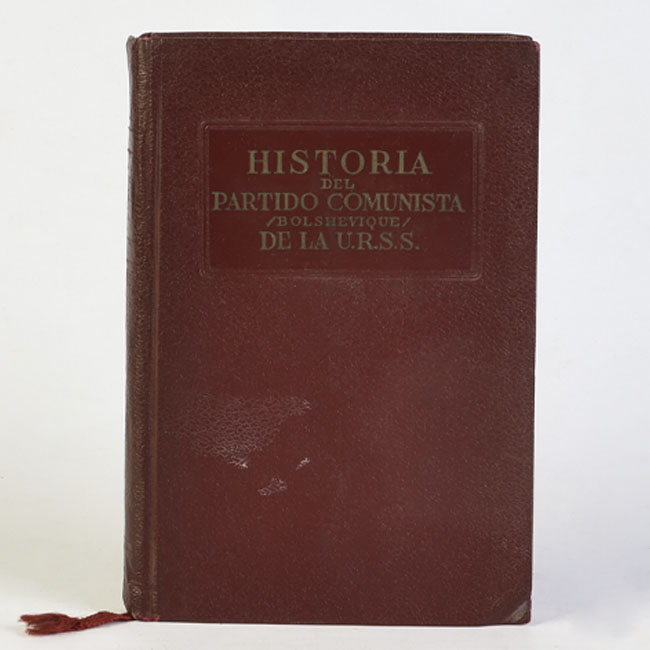 HISTORIA
DEL
PARTIDO COMUNISTA
/BOLSHEVIQUE/
DE LA U.R.S.S.